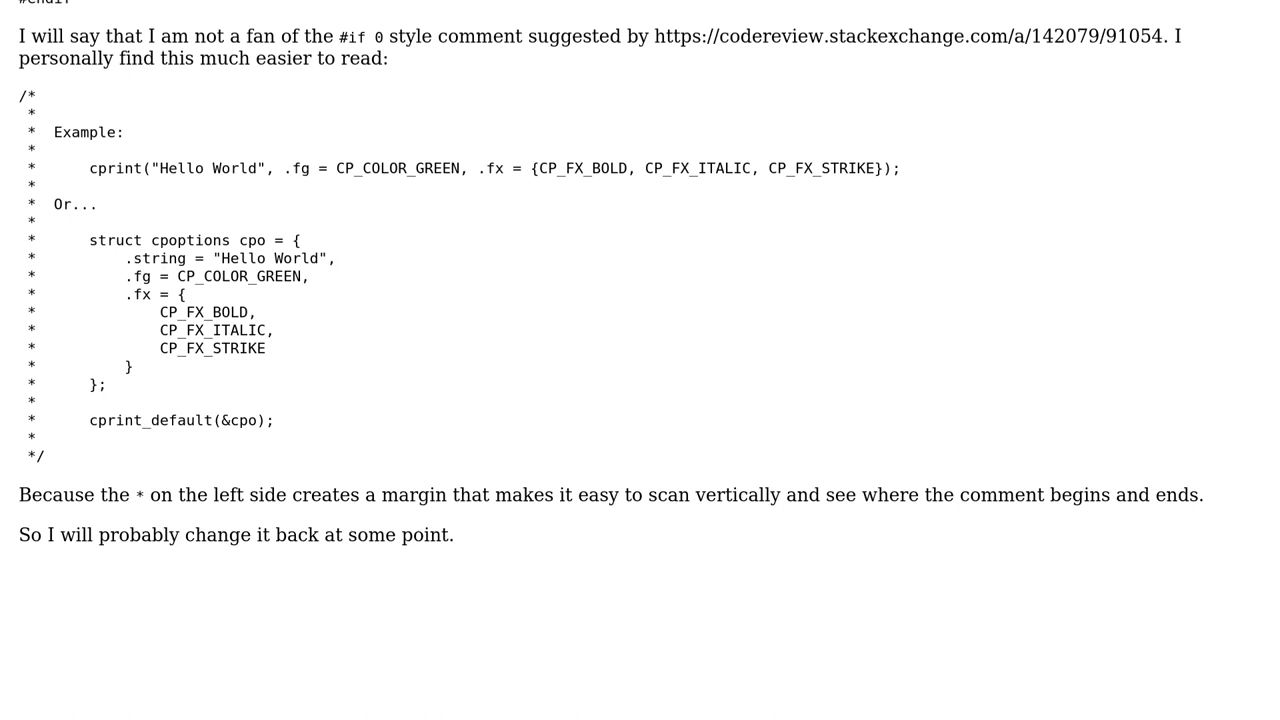 #endif
I will say that I am not a fan of the #if 0 style comment suggested by https://codereview.stackexchange.com/a/142079/91054. I
personally find this much easier to read:
/*
 *
 *  Example:
 *
 *      cprint("Hello World", .fg = CP_COLOR_GREEN, .fx = {CP_FX_BOLD, CP_FX_ITALIC, CP_FX_STRIKE});
 *
 *  Or...
 *
 *      struct cpoptions cpo = {
 *          .string = "Hello World",
 *          .fg = CP_COLOR_GREEN,
 *          .fx = {
 *              CP_FX_BOLD,
 *              CP_FX_ITALIC,
 *              CP_FX_STRIKE
 *          }
 *      };
 *
 *      cprint_default(&cpo);
 *
 */
Because the * on the left side creates a margin that makes it easy to scan vertically and see where the comment begins and ends.
So I will probably change it back at some point.